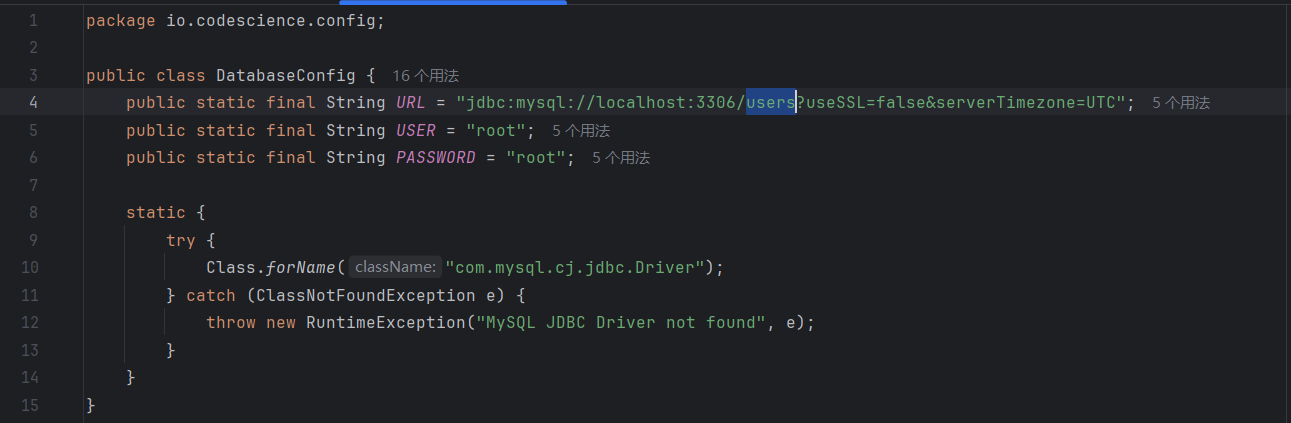 1 package io.codescience.config;
2
3 public class DatabaseConfig { 16 个用法
4 public static final String URL = "jdbc:mysql://localhost:3306/users?useSSL=false&serverTimezone=UTC"; 5 个用法
5 public static final String USER = "root"; 5 个用法
6 public static final String PASSWORD = "root"; 5 个用法
7
8 static {
9 try {
10 Class.forName( className: "com.mysql.cj.jdbc.Driver");
11 } catch (ClassNotFoundException e) {
12 throw new RuntimeException("MySQL JDBC Driver not found", e);
13 }
14 }
15 }